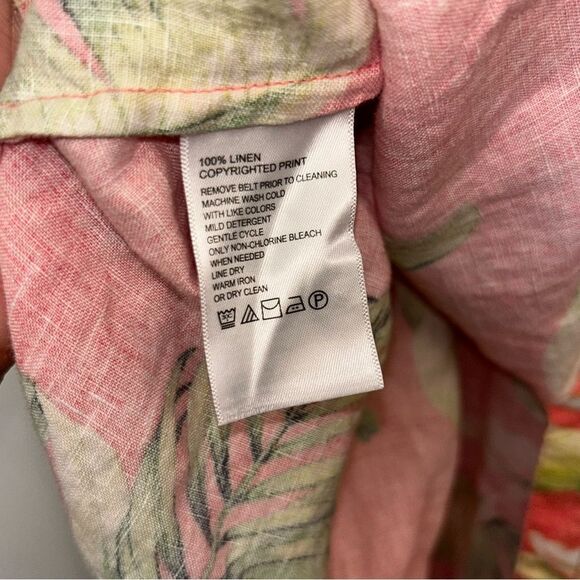 100% LINEN
COPYRIGHTED PRINT
REMOVE BELT PRIOR TO CLEANING
MACHINE WASH COLD
WITH LIKE COLORS
MILD DETERGENT
GENTLE CYCLE
ONLY NON-CHLORINE BLEACH
WHEN NEEDED
LINE DRY
WARM IRON
OR DRY CLEAN
30C P